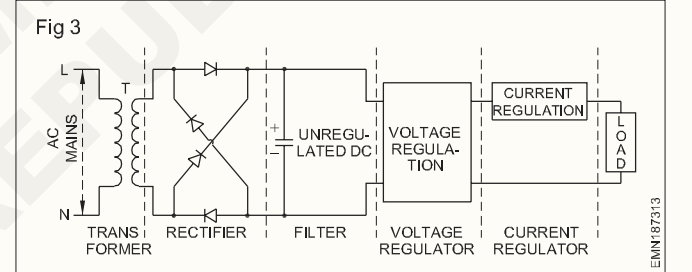 Fig 3
L
T
AC
MAINS
N
+
–
UNREGU-
LATED DC
VOLTAGE
REGULA-
TION
CURRENT
REGULATION
L
O
A
D
TRANS
FORMER
RECTIFIER
FILTER
VOLTAGE
REGULATOR
CURRENT
REGULATOR
EMN187313